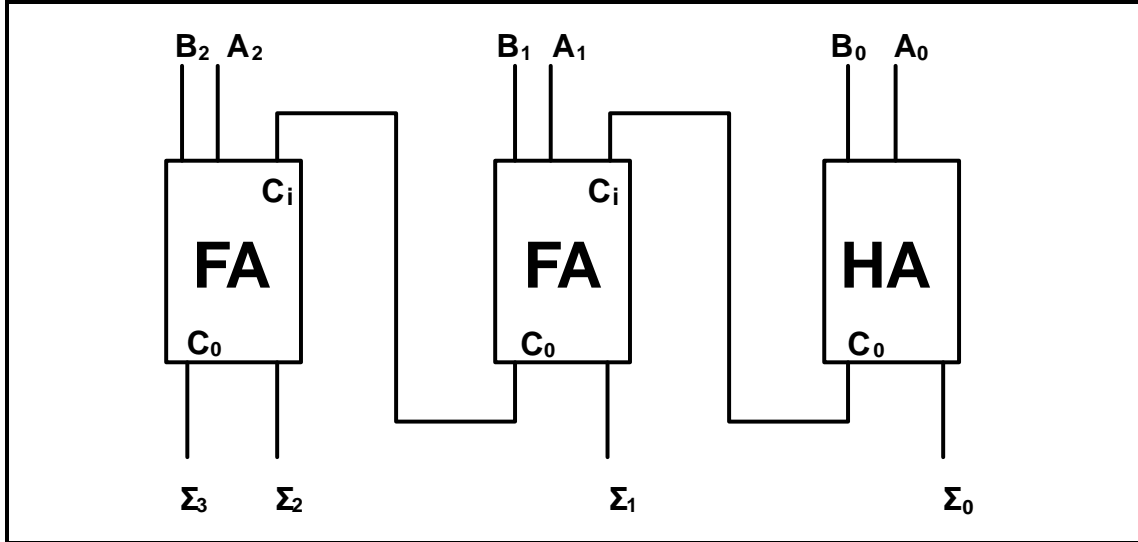 B₂ A₂ B₁ A₁ B₀ A₀
Cᵢ Cᵢ
FA FA HA
C₀ C₀ C₀
Σ₃ Σ₂ Σ₁ Σ₀